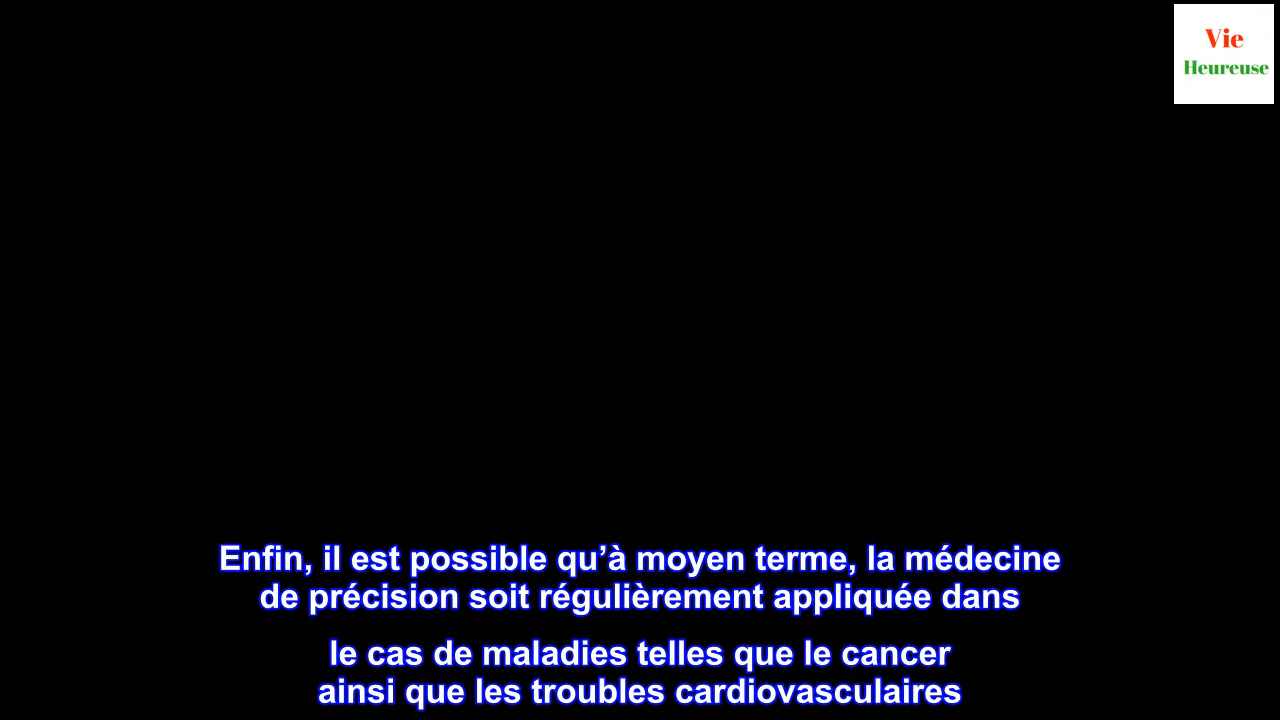 Vie
Heureuse
Enfin, il est possible qu’à moyen terme, la médecine
de précision soit régulièrement appliquée dans
le cas de maladies telles que le cancer
ainsi que les troubles cardiovasculaires